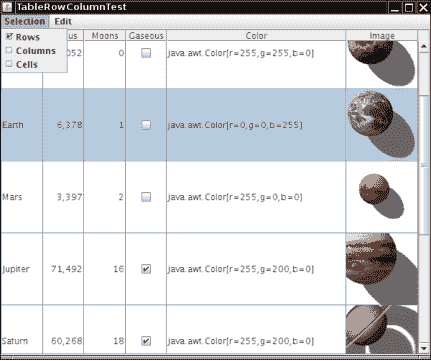 TableRowColumnTest
Selection Edit
Rows
Columns
Cells
us Moons Gaseous Color Image
,052 0 java.awt.Color[r=255,g=255,b=0]
Earth 6,378 1 java.awt.Color[r=0,g=0,b=255]
Mars 3,397 2 java.awt.Color[r=255,g=0,b=0]
Jupiter 71,492 16 java.awt.Color[r=255,g=200,b=0]
Saturn 60,268 18 java.awt.Color[r=255,g=200,b=0]